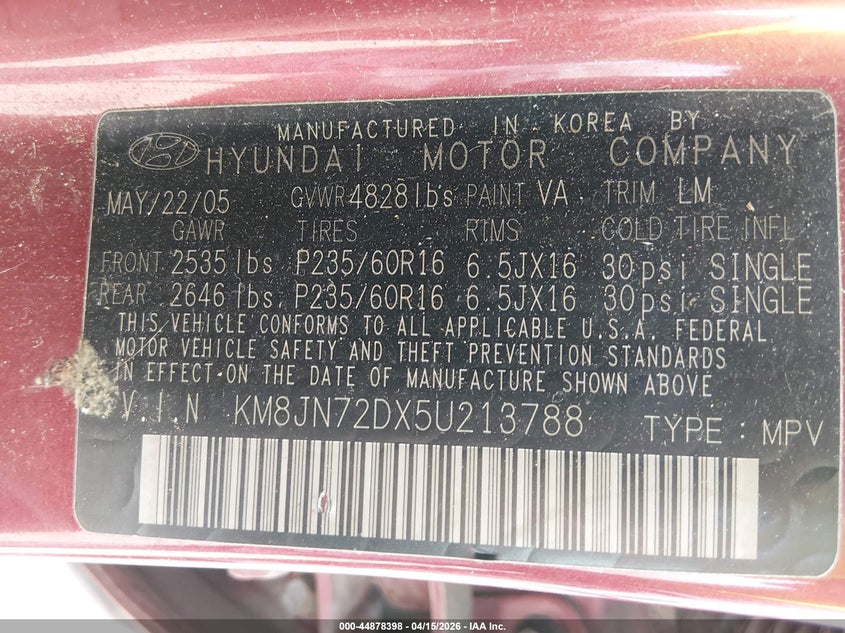 MANUFACTURED IN KOREA BY
HYUNDAI MOTOR COMPANY
MAY/22/05 GVWR 4828 lbs PAINT VA TRIM LM
GAWR TIRES RIMS COLD TIRE INFL
FRONT 2535 lbs P235/60R16 6.5JX16 30psi SINGLE
REAR 2646 lbs P235/60R16 6.5JX16 30psi SINGLE
THIS VEHICLE CONFORMS TO ALL APPLICABLE U.S.A. FEDERAL
MOTOR VEHICLE SAFETY AND THEFT PREVENTION STANDARDS
IN EFFECT ON THE DATE OF MANUFACTURE SHOWN ABOVE
V.I.N KM8JN72DX5U213788 TYPE : MPV
000-44878398 - 04/15/2026 - IAA Inc.